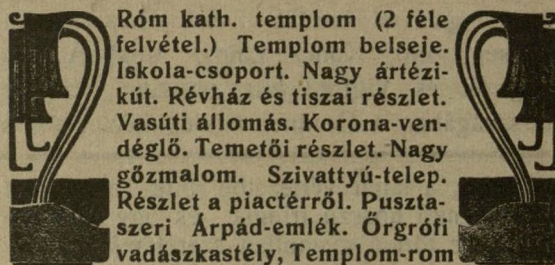 Róm kath. templom (2 féle
felvétel.) Templom belseje.
Iskola-csoport. Nagy ártézi-
kút. Révház és tiszai részlet.
Vasúti állomás. Korona-ven-
déglő. Temetői részlet. Nagy
gőzmalom. Szivattyú-telep.
Részlet a piactérről. Puszta-
szeri Árpád-emlék. Őrgrófi
vadászkastély, Templom-rom